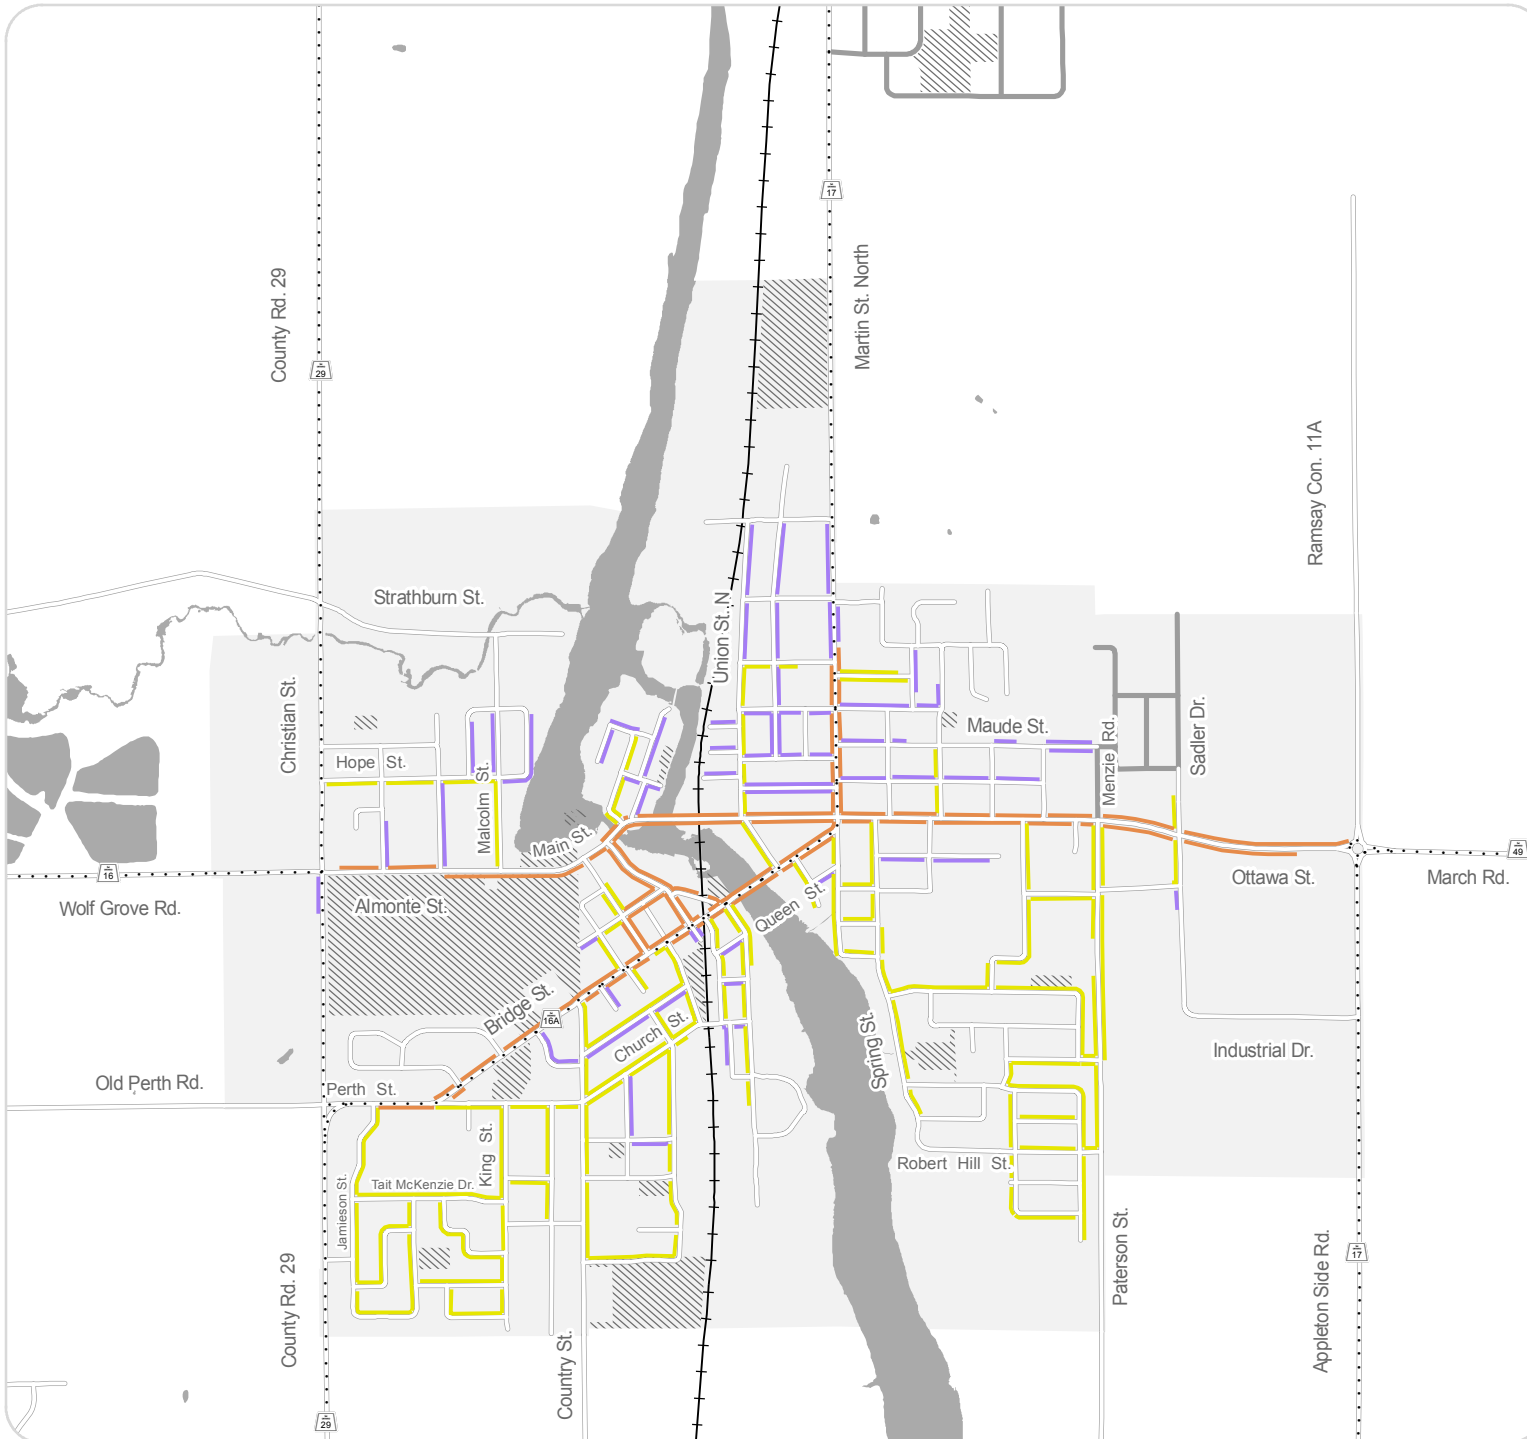 17
Martin St. North
County Rd. 29
29
Ramsay Con. 11A
Strathburn St.
Union St. N
Christian St.
Maude St.
Sadler Dr.
Menzie Rd.
Hope St.
Malcolm St.
Main St.
16
49
Wolf Grove Rd.
Almonte St.
Queen St.
Ottawa St.
March Rd.
Bridge St.
16A
Church St.
Spring St.
Industrial Dr.
Old Perth Rd.
Perth St.
King St.
Robert Hill St.
Tait McKenzie Dr.
Jamieson St.
Paterson St.
17
Appleton Side Rd.
County Rd. 29
Country St.
29